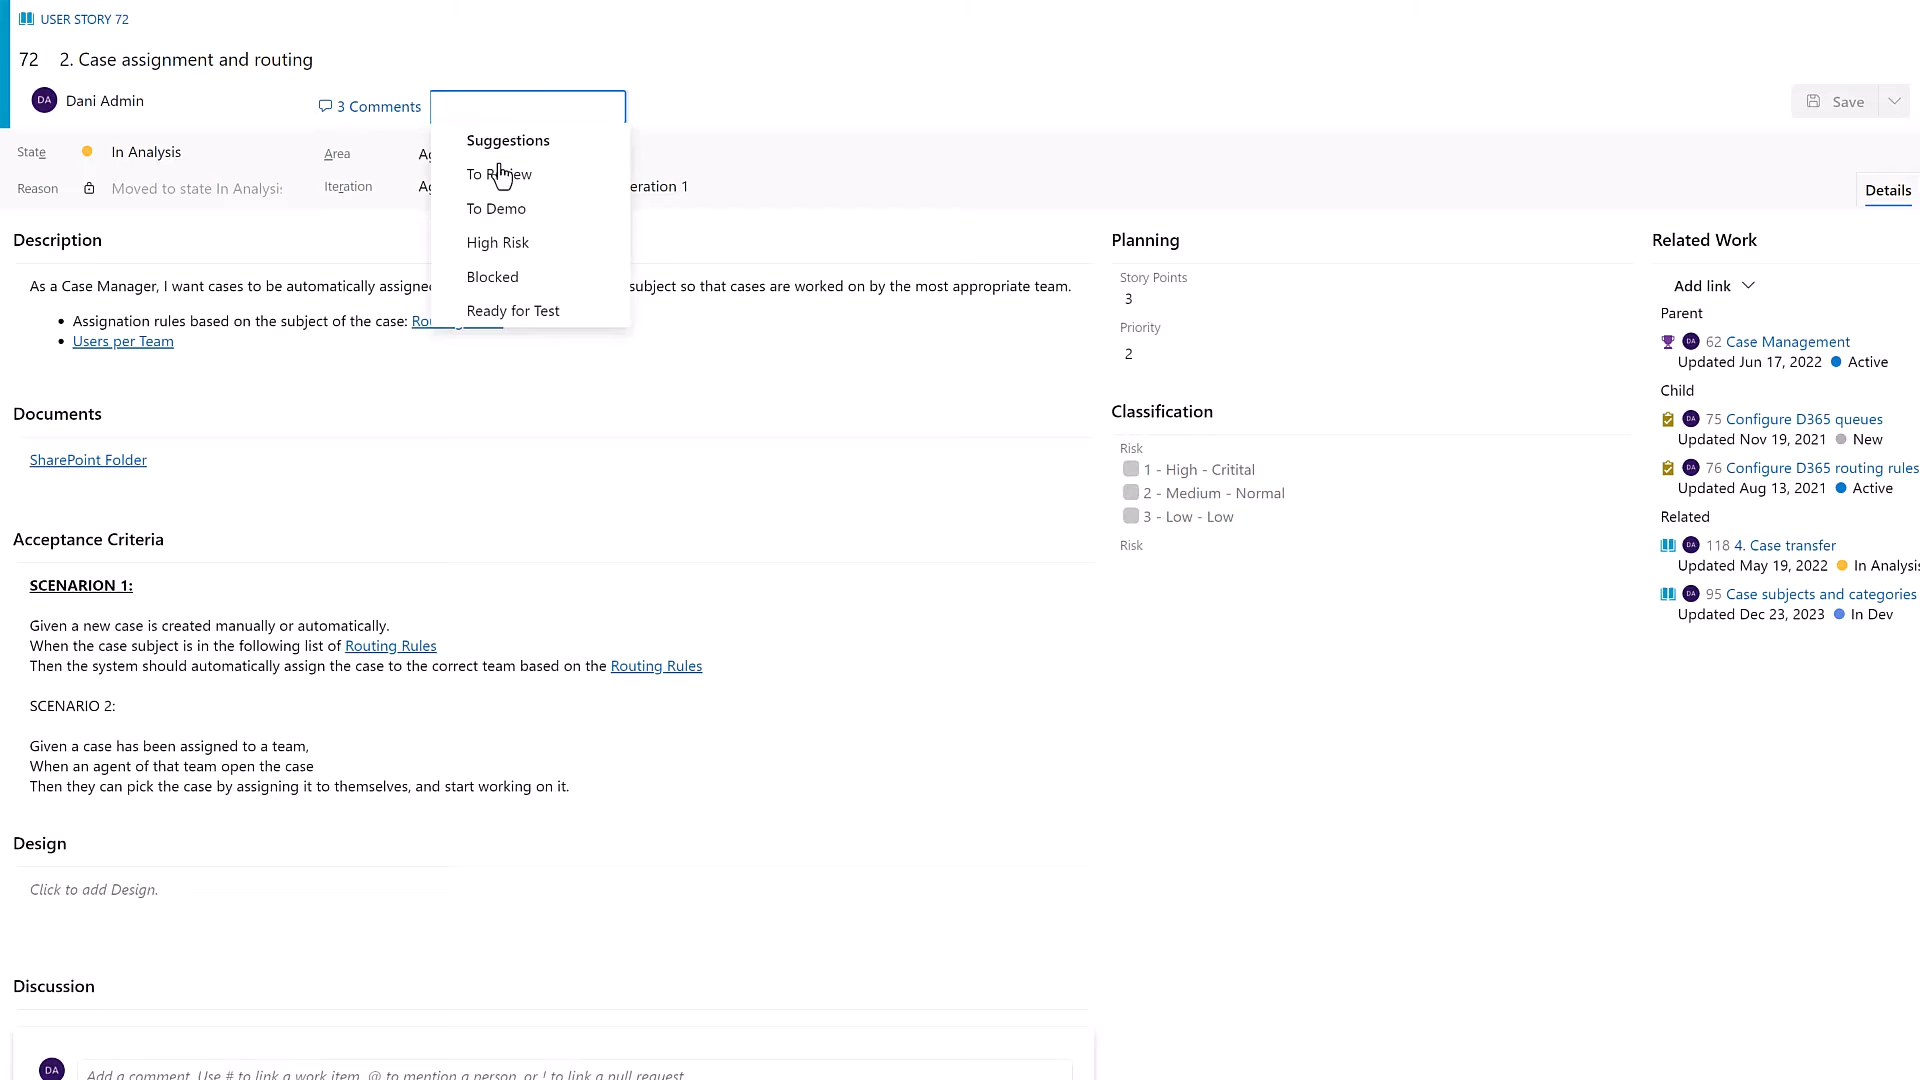 USER STORY 72
72 2. Case assignment and routing
DA Dani Admin
3 Comments
Save
State In Analysis
Area
Reason Moved to state In Analysis
Iteration
eration 1
Suggestions
To Review
To Demo
High Risk
Blocked
Ready for Test
Details
Description
As a Case Manager, I want cases to be automatically assigned subject so that cases are worked on by the most appropriate team.
• Assignation rules based on the subject of the case:
• Users per Team
Documents
SharePoint Folder
Acceptance Criteria
SCENARION 1:
Given a new case is created manually or automatically.
When the case subject is in the following list of Routing Rules
Then the system should automatically assign the case to the correct team based on the Routing Rules
SCENARIO 2:
Given a case has been assigned to a team,
When an agent of that team open the case
Then they can pick the case by assigning it to themselves, and start working on it.
Design
Click to add Design.
Discussion
DA Add a comment. Use # to link a work item, @ to mention a person, or ! to link a pull request.
Planning
Story Points
3
Priority
2
Classification
Risk
1 - High - Critital
2 - Medium - Normal
3 - Low - Low
Risk
Related Work
Add link
Parent
DA 62 Case Management
Updated Jun 17, 2022 Active
Child
DA 75 Configure D365 queues
Updated Nov 19, 2021 New
DA 76 Configure D365 routing rules
Updated Aug 13, 2021 Active
Related
DA 118 4. Case transfer
Updated May 19, 2022 In Analysis
DA 95 Case subjects and categories
Updated Dec 23, 2023 In Dev